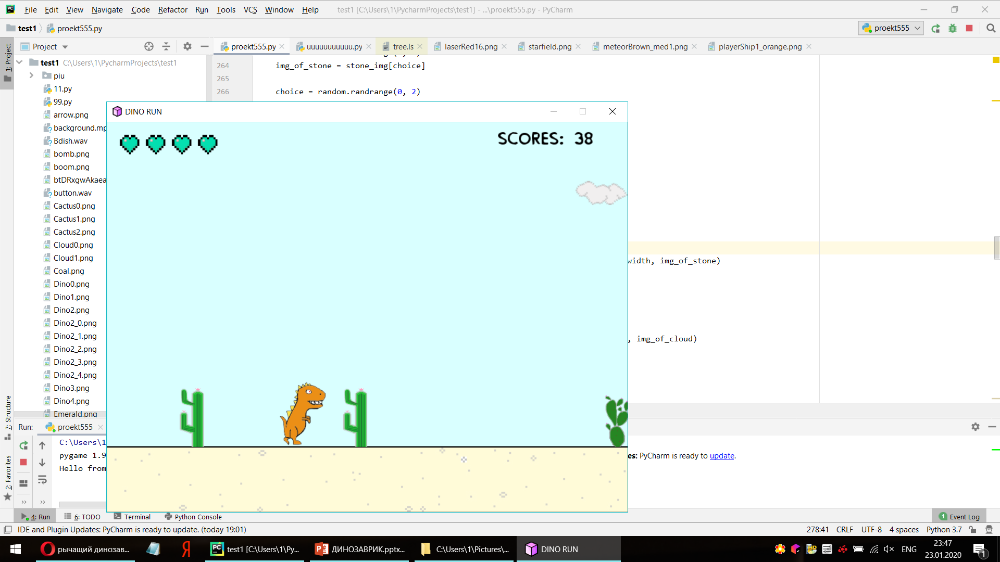 File Edit View Navigate Code Refactor Run Tools VCS Window Help test1 [C:\Users\1\PycharmProjects\test1] - ...\proekt555.py - PyCharm
test1 proekt555.py proekt555
1: Project Project proekt555.py uuuuuuuuuuu.py tree.ls laserRed16.png starfield.png meteorBrown_med1.png playerShip1_orange.png
test1 C:\Users\1\PycharmProjects\test1
piu
11.py
99.py
arrow.png
background.mp
Bdish.wav
bomb.png
boom.png
btDRxgwAkaea
button.wav
Cactus0.png
Cactus1.png
Cactus2.png
Cloud0.png
Cloud1.png
Coal.png
Dino0.png
Dino1.png
Dino2.png
Dino2_0.png
Dino2_1.png
Dino2_2.png
Dino2_3.png
Dino2_4.png
Dino3.png
Dino4.png
Emerald.png
264 img_of_stone = stone_img[choice]
265
266 choice = random.randrange(0, 2)
DINO RUN
SCORES: 38
width, img_of_stone)
, img_of_cloud)
7: Structure
2: Favorites
Run: proekt555
C:\Users\1
pygame 1.9
Hello from
es: PyCharm is ready to update.
4: Run 6: TODO Terminal Python Console 1 Event Log
IDE and Plugin Updates: PyCharm is ready to update. (today 19:01) 278:41 CRLF UTF-8 4 spaces Python 3.7
рычащий динозав... Я test1 [C:\Users\1\Py... ДИНОЗАВРИК.pptx... C:\Users\1\Pictures\... DINO RUN ENG 23:47
23.01.2020 1